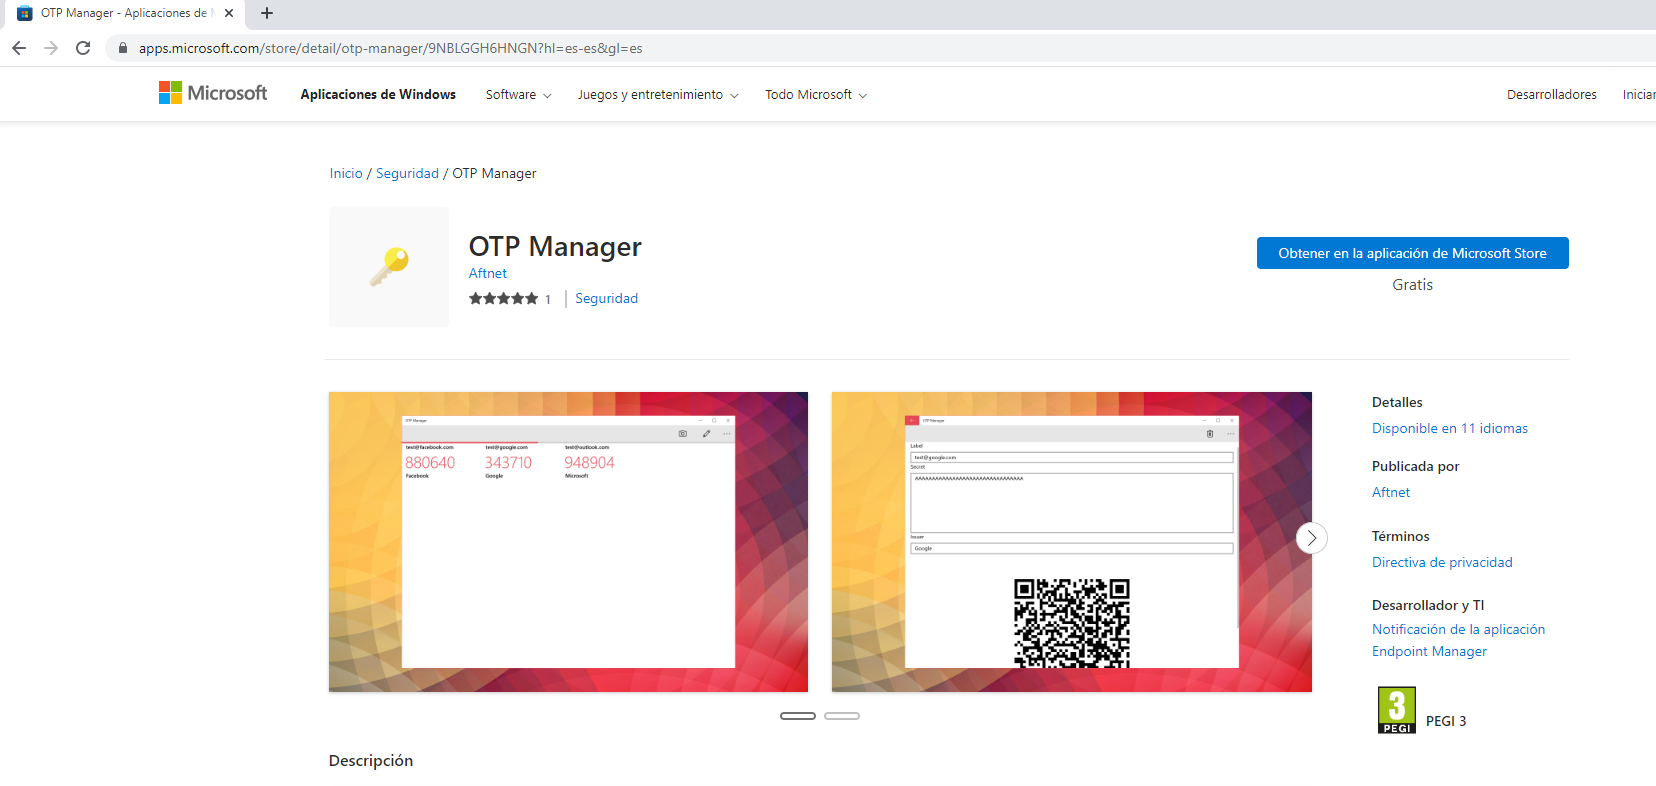 OTP Manager - Aplicaciones de
apps.microsoft.com/store/detail/otp-manager/9NBLGGH6HNGN?hl=es-es&gl=es
Microsoft
Aplicaciones de Windows
Software
Juegos y entretenimiento
Todo Microsoft
Desarrolladores
Iniciar
Inicio / Seguridad / OTP Manager
OTP Manager
Aftnet
1
Seguridad
Obtener en la aplicación de Microsoft Store
Gratis
OTP Manager
test@facebook.com
test@google.com
test@outlook.com
880640
343710
948904
Facebook
Google
Microsoft
OTP Manager
Label
test@google.com
Secret
Issuer
Google
Detalles
Disponible en 11 idiomas
Publicada por
Aftnet
Términos
Directiva de privacidad
Desarrollador y TI
Notificación de la aplicación
Endpoint Manager
3
PEGI
PEGI 3
Descripción